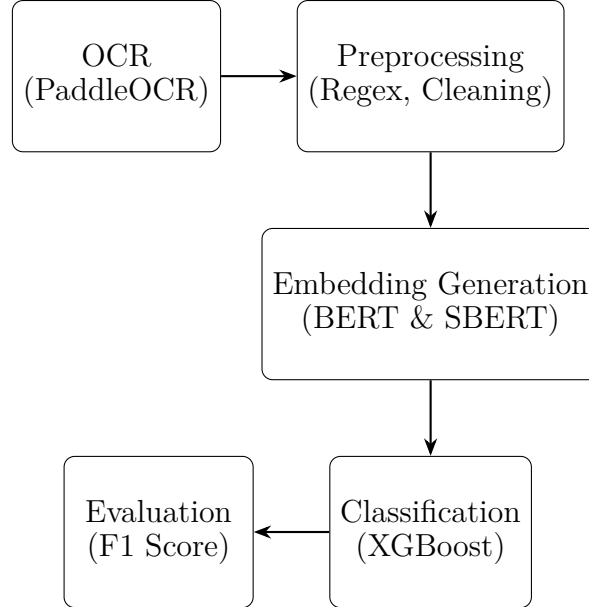 OCR
(PaddleOCR)
Preprocessing
(Regex, Cleaning)
Embedding Generation
(BERT & SBERT)
Classification
(XGBoost)
Evaluation
(F1 Score)